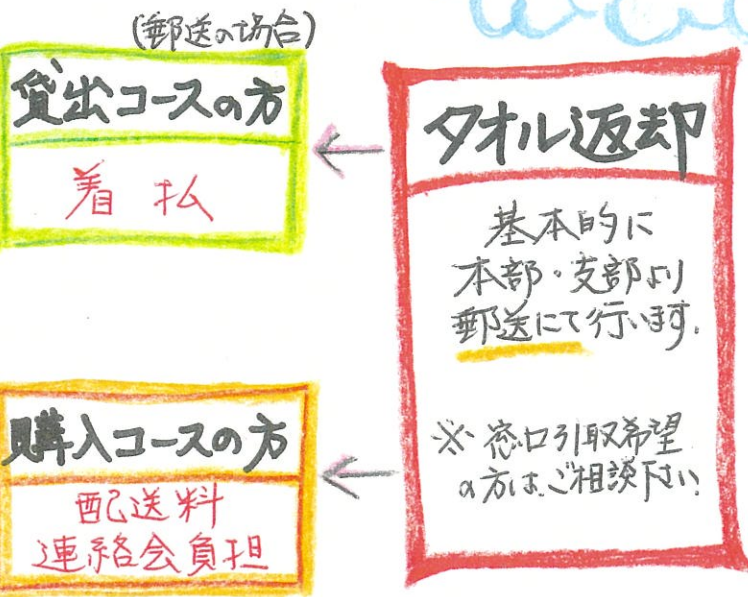 (郵送の場合)
貸出コースの方
着払
タオル返却
基本的に
本部・支部より
郵送にて行います.
※窓口引取希望
の方は、ご相談下さい
購入コースの方
配送料
連絡会負担